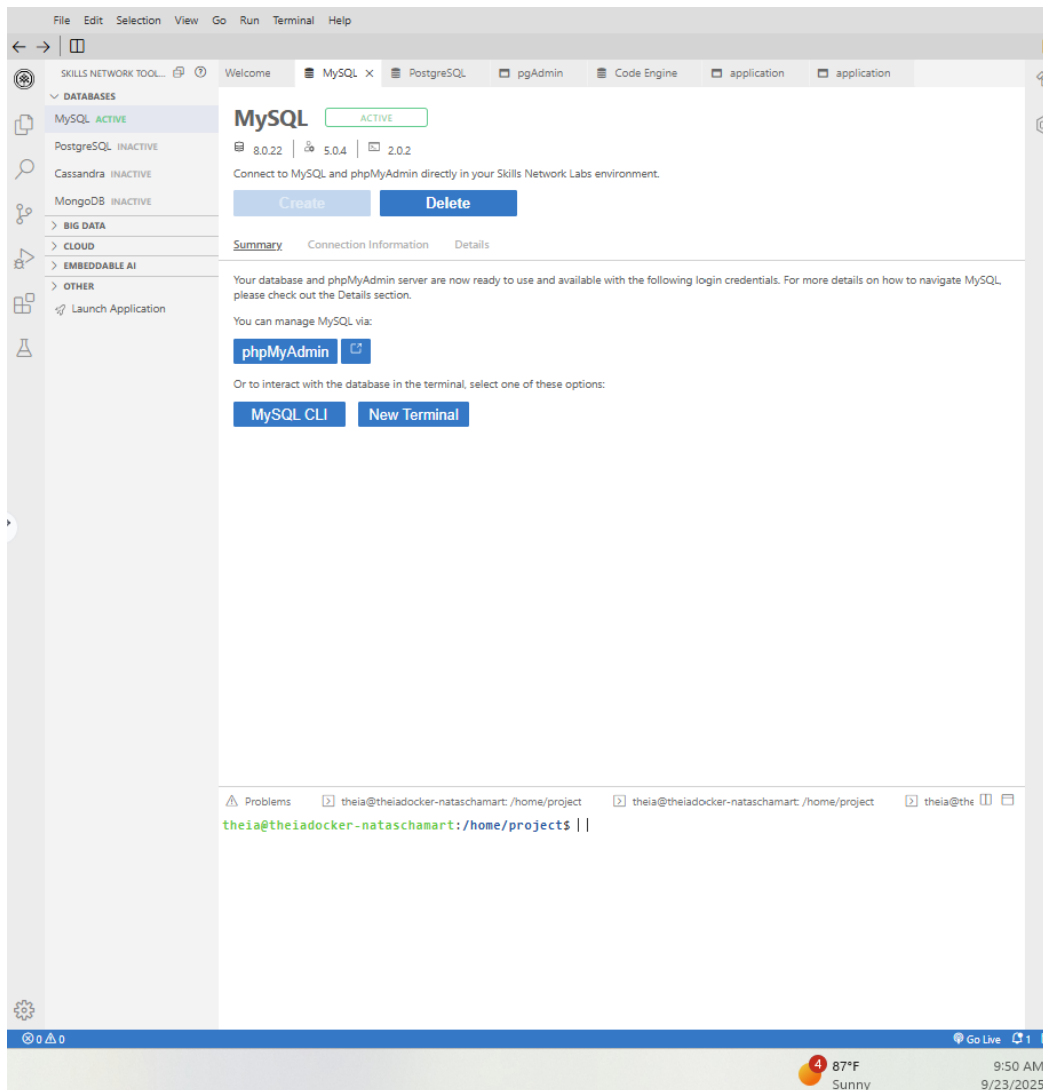 File Edit Selection View Go Run Terminal Help
SKILLS NETWORK TOOL...
Welcome MySQL PostgreSQL pgAdmin Code Engine application application
DATABASES
MySQL ACTIVE
PostgreSQL INACTIVE
Cassandra INACTIVE
MongoDB INACTIVE
BIG DATA
CLOUD
EMBEDDABLE AI
OTHER
Launch Application
MySQL ACTIVE
8.0.22 5.0.4 2.0.2
Connect to MySQL and phpMyAdmin directly in your Skills Network Labs environment.
Create Delete
Summary Connection Information Details
Your database and phpMyAdmin server are now ready to use and available with the following login credentials. For more details on how to navigate MySQL,
please check out the Details section.
You can manage MySQL via:
phpMyAdmin
Or to interact with the database in the terminal, select one of these options:
MySQL CLI New Terminal
Problems theia@theiadocker-nataschamart: /home/project theia@theiadocker-nataschamart: /home/project theia@the
theia@theiadocker-nataschamart:/home/project$
0 0 Go Live 1
4 87°F 9:50 AM
Sunny 9/23/2025